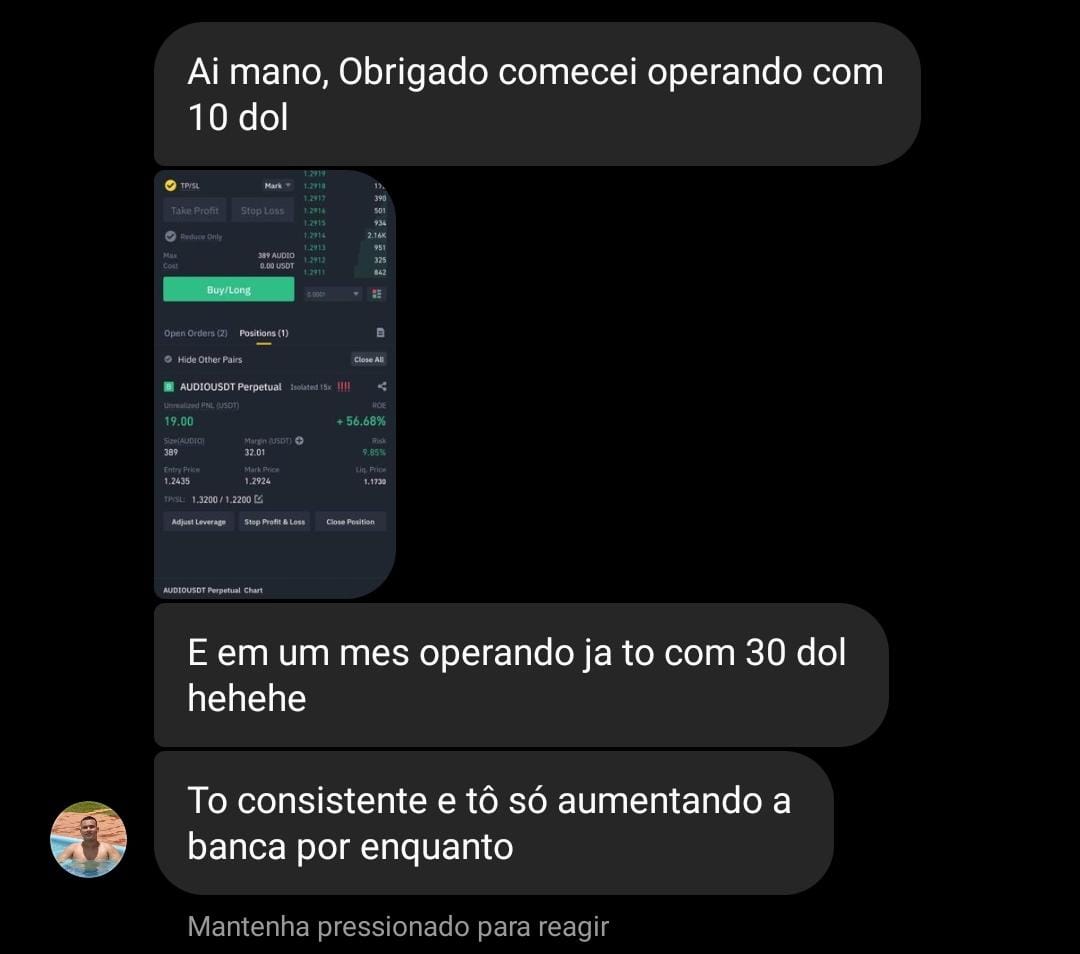 Ai mano, Obrigado comecei operando com
10 dol
TP/SL Mark
Take Profit Stop Loss
Reduce Only
Max 389 AUDIO
Cost 0.00 USDT
Buy/Long
1.2919
1.2918
1.2917 390
1.2916 501
1.2915 934
1.2914 2.16K
1.2913 951
1.2912 325
1.2911 842
0.0001
Open Orders (2) Positions (1)
Hide Other Pairs Close All
B AUDIOUSDT Perpetual Isolated 15x !!!!
Unrealized PNL (USDT) ROE
19.00 +56.68%
Size(AUDIO) Margin (USDT) Risk
389 32.01 9.85%
Entry Price Mark Price Liq. Price
1.2435 1.2924 1.1730
TP/SL: 1.3200 / 1.2200
Adjust Leverage Stop Profit & Loss Close Position
AUDIOUSDT Perpetual Chart
E em um mes operando ja to com 30 dol
hehehe
To consistente e tô só aumentando a
banca por enquanto
Mantenha pressionado para reagir